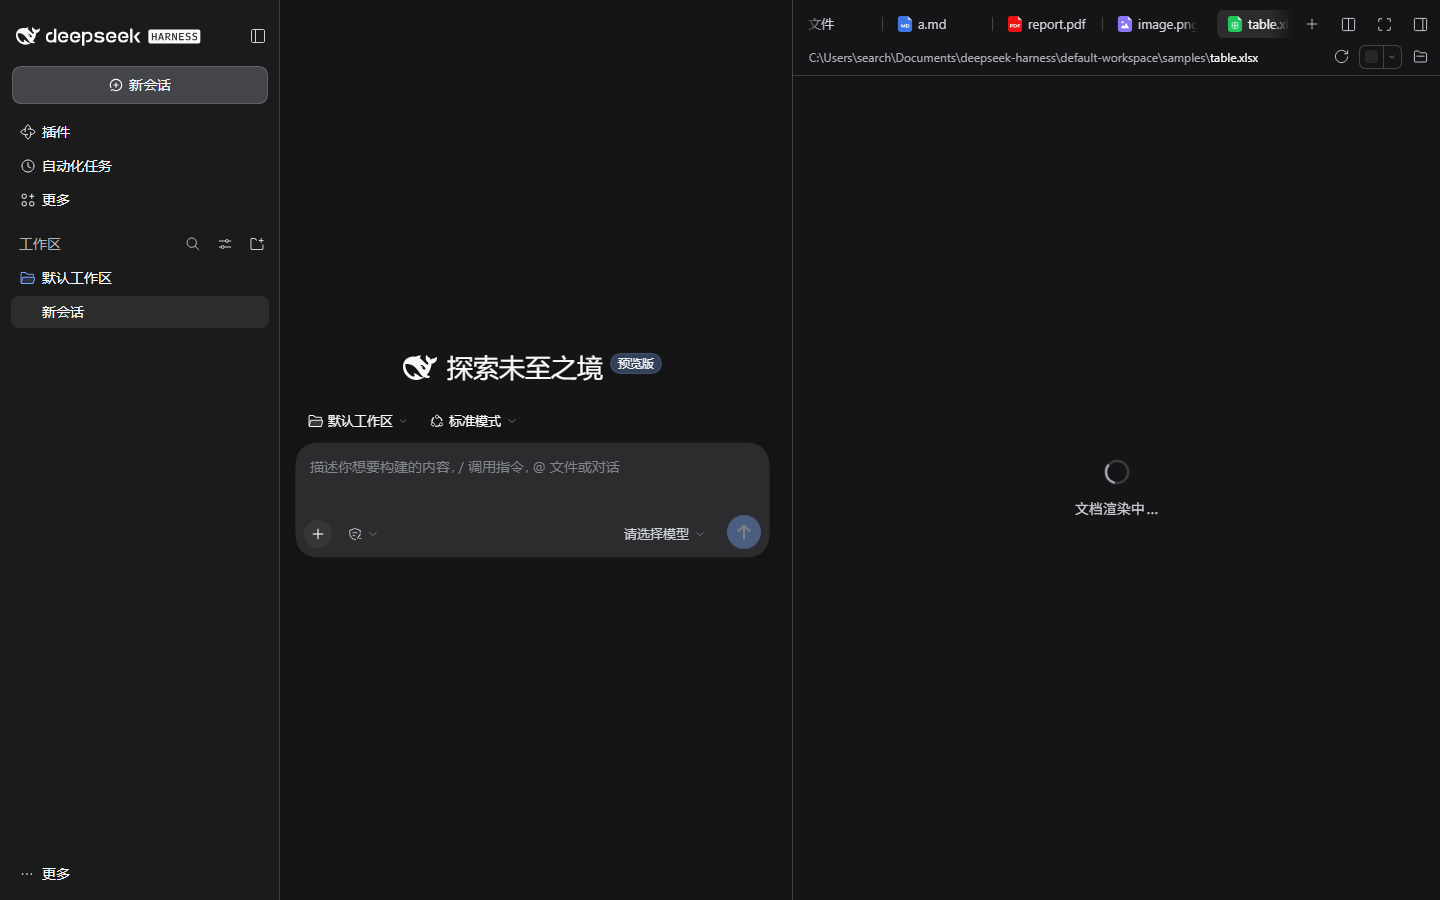 deepseek HARNESS
新会话
插件
自动化任务
更多
工作区
默认工作区
新会话
更多
探索未至之境 预览版
默认工作区 标准模式
描述你想要构建的内容, / 调用指令, @ 文件或对话
请选择模型
文件 a.md report.pdf image.png table.xl
C:\Users\search\Documents\deepseek-harness\default-workspace\samples\table.xlsx
文档渲染中...